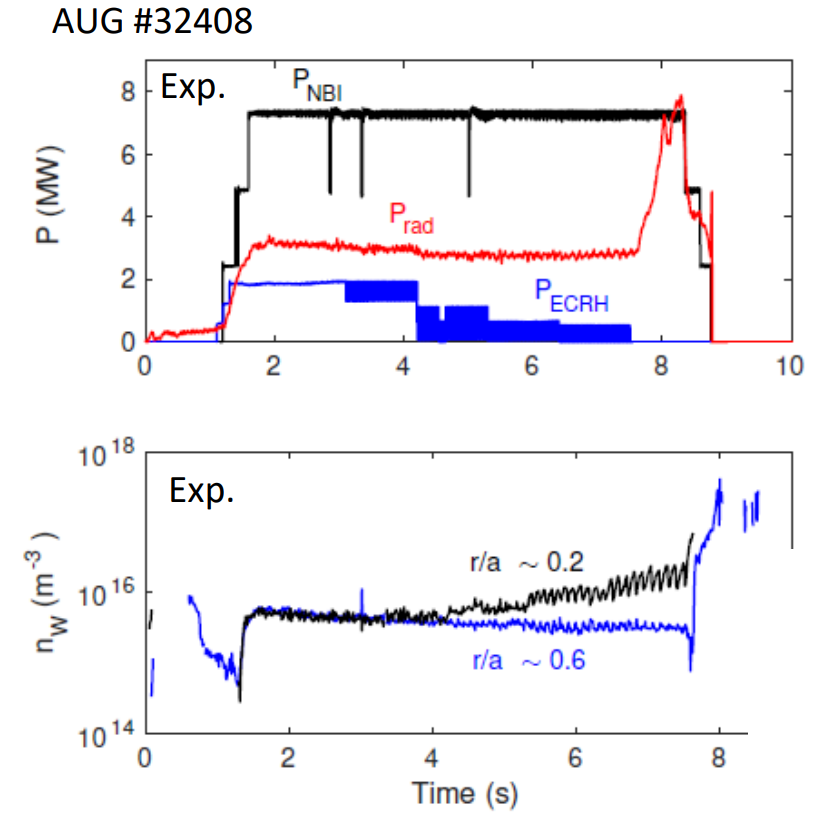 AUG #32408
Exp.
P_NBI
P_rad
P_ECRH
P (MW)
8
6
4
2
0
0 2 4 6 8 10
Exp.
r/a ~ 0.2
r/a ~ 0.6
n_W (m^-3)
10^18
10^16
10^14
0 2 4 6 8
Time (s)